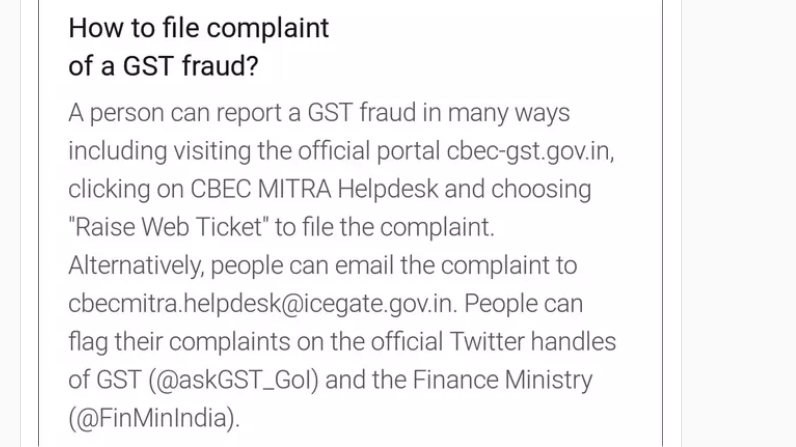 How to file complaint
of a GST fraud?
A person can report a GST fraud in many ways
including visiting the official portal cbec-gst.gov.in,
clicking on CBEC MITRA Helpdesk and choosing
"Raise Web Ticket" to file the complaint.
Alternatively, people can email the complaint to
cbecmitra.helpdesk@icegate.gov.in. People can
flag their complaints on the official Twitter handles
of GST (@askGST_GoI) and the Finance Ministry
(@FinMinIndia).